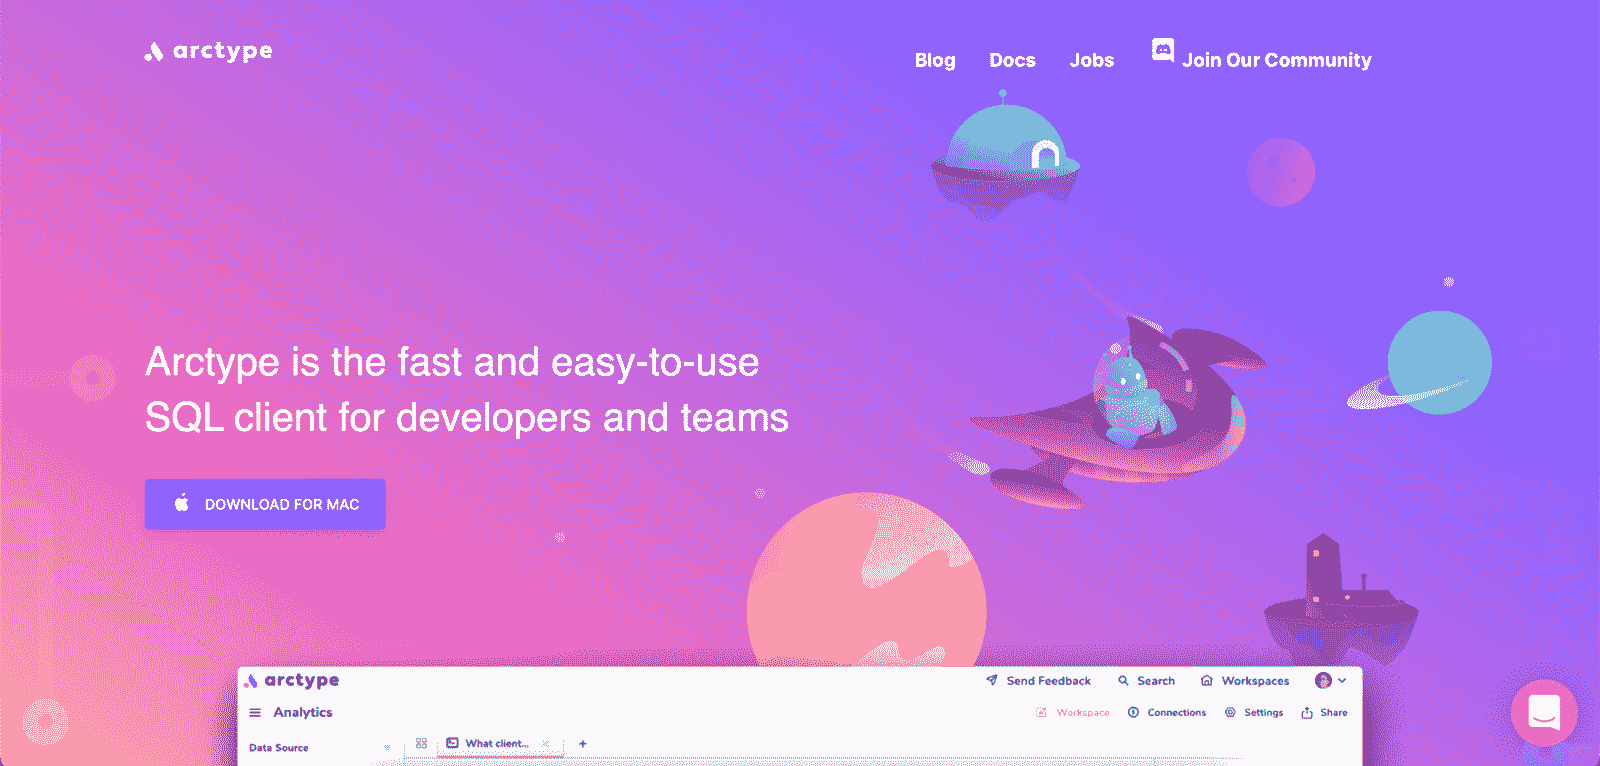 arctype
Blog Docs Jobs Join Our Community
Arctype is the fast and easy-to-use
SQL client for developers and teams
DOWNLOAD FOR MAC
arctype
Send Feedback Search Workspaces
Analytics
Workspace Connections Settings Share
Data Source
What client... × +